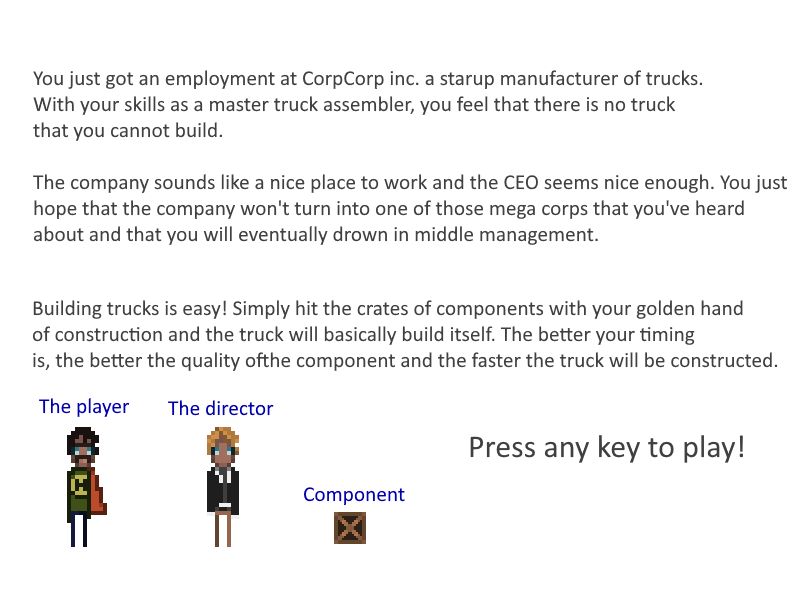 You just got an employment at CorpCorp inc. a starup manufacturer of trucks.
With your skills as a master truck assembler, you feel that there is no truck
that you cannot build.
The company sounds like a nice place to work and the CEO seems nice enough. You just
hope that the company won't turn into one of those mega corps that you've heard
about and that you will eventually drown in middle management.
Building trucks is easy! Simply hit the crates of components with your golden hand
of construction and the truck will basically build itself. The better your timing
is, the better the quality ofthe component and the faster the truck will be constructed.
The player
The director
Press any key to play!
Component